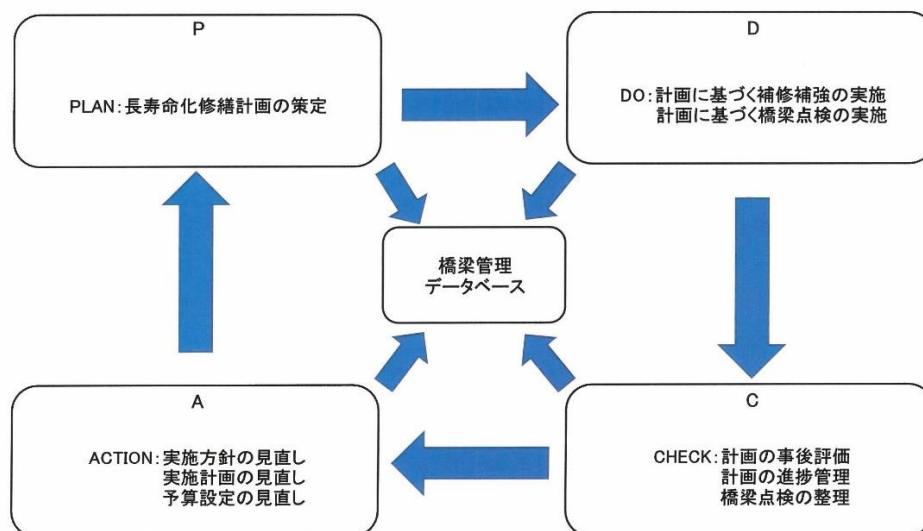 P
PLAN:長寿命化修繕計画の策定
D
DO:計画に基づく補修補強の実施
計画に基づく橋梁点検の実施
橋梁管理
データベース
A
ACTION:実施方針の見直し
実施計画の見直し
予算設定の見直し
C
CHECK:計画の事後評価
計画の進捗管理
橋梁点検の整理